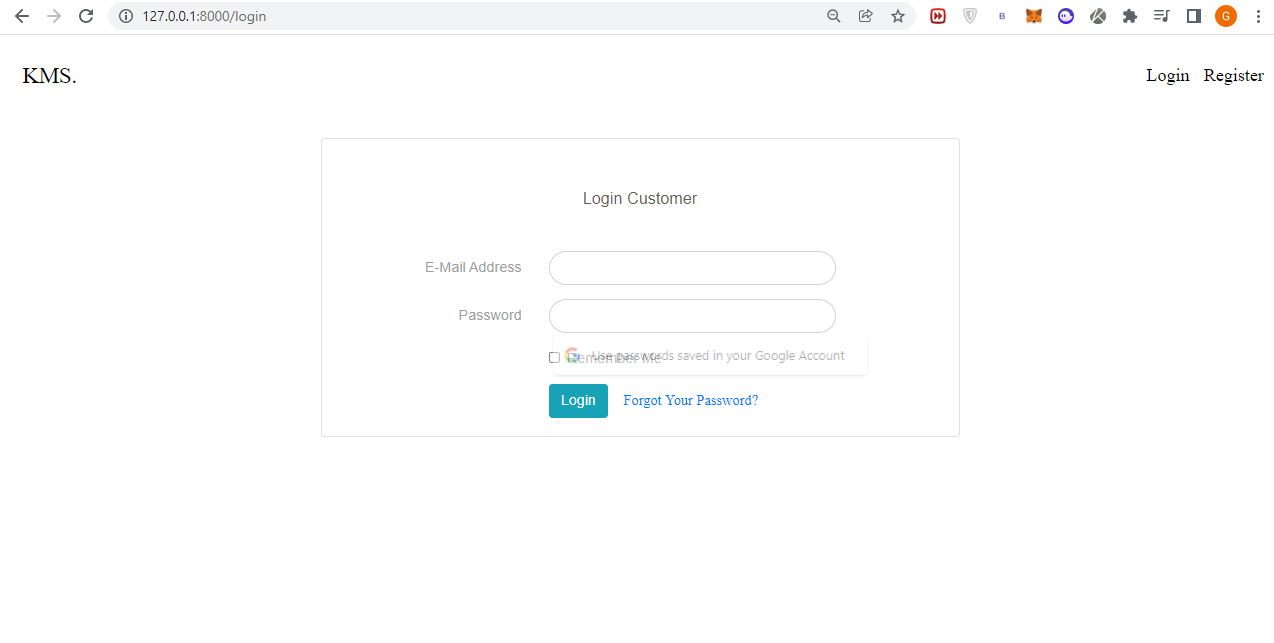 127.0.0.1:8000/login
B
G
KMS.
Login Register
Login Customer
E-Mail Address
Password
Remember Me
Use passwords saved in your Google Account
Login Forgot Your Password?